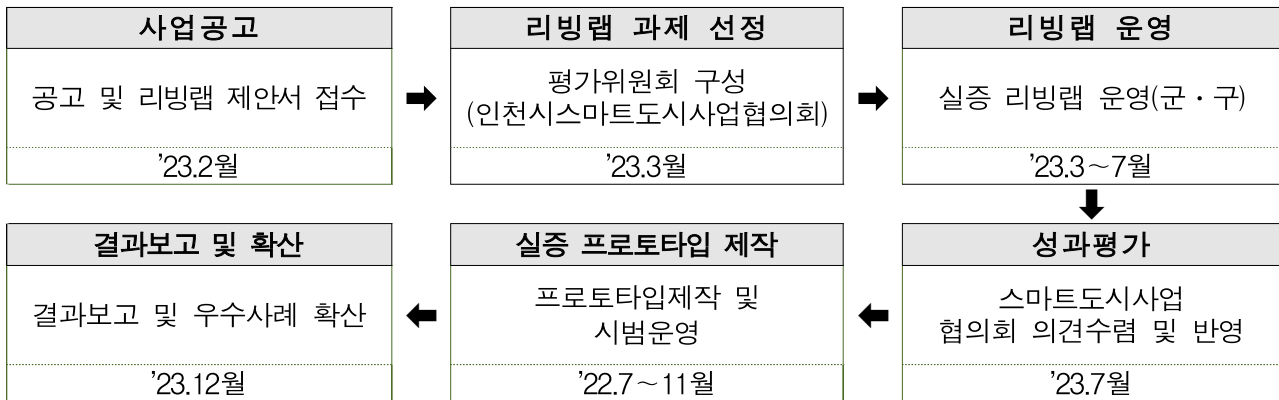 사업공고
공고 및 리빙랩 제안서 접수
'23.2월
리빙랩 과제 선정
평가위원회 구성
(인천시스마트도시사업협의회)
'23.3월
리빙랩 운영
실증 리빙랩 운영(군·구)
'23.3~7월
성과평가
스마트도시사업
협의회 의견수렴 및 반영
'23.7월
실증 프로토타입 제작
프로토타입제작 및
시범운영
'22.7~11월
결과보고 및 확산
결과보고 및 우수사례 확산
'23.12월